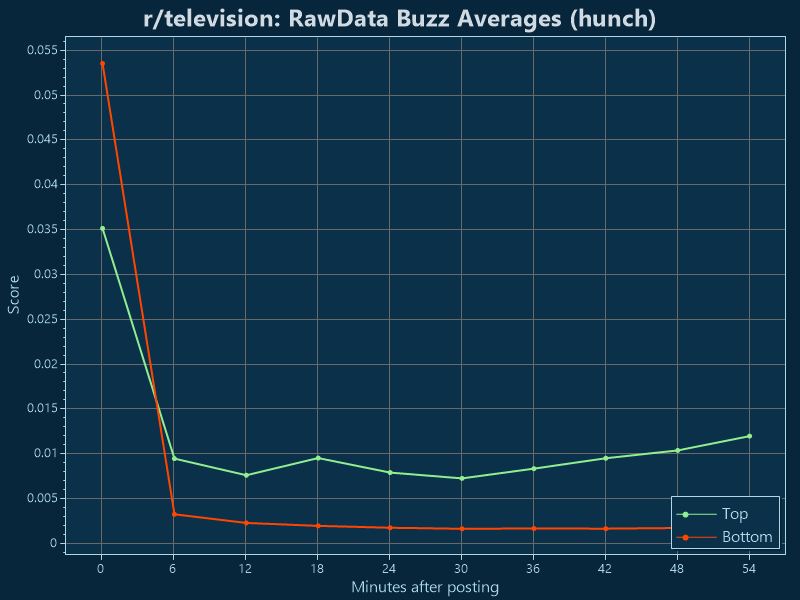 r/television: RawData Buzz Averages (hunch)
0.055
0.05
0.045
0.04
0.035
0.03
0.025
0.02
0.015
0.01
0.005
0
Score
Top
Bottom
0 6 12 18 24 30 36 42 48 54
Minutes after posting